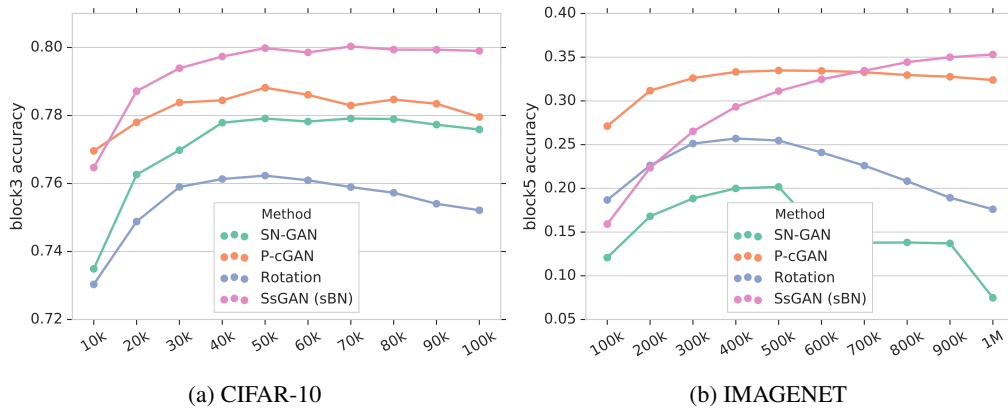 block3 accuracy
0.80
0.78
0.76
0.74
0.72
10k 20k 30k 40k 50k 60k 70k 80k 90k 100k
Method
SN-GAN
P-cGAN
Rotation
SsGAN (sBN)
(a) CIFAR-10
block5 accuracy
0.40
0.35
0.30
0.25
0.20
0.15
0.10
0.05
100k 200k 300k 400k 500k 600k 700k 800k 900k 1M
Method
SN-GAN
P-cGAN
Rotation
SsGAN (sBN)
(b) IMAGENET